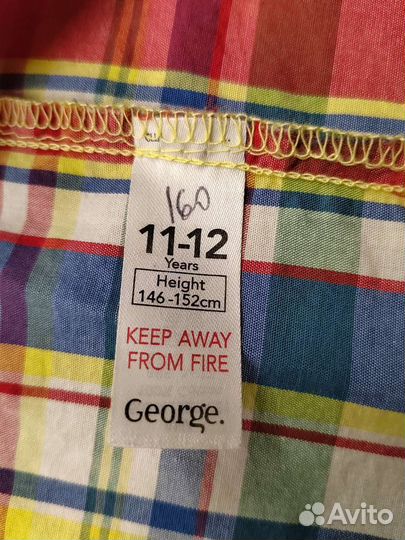 160
11-12
Years
Height
146-152cm
KEEP AWAY
FROM FIRE
George.
Avito